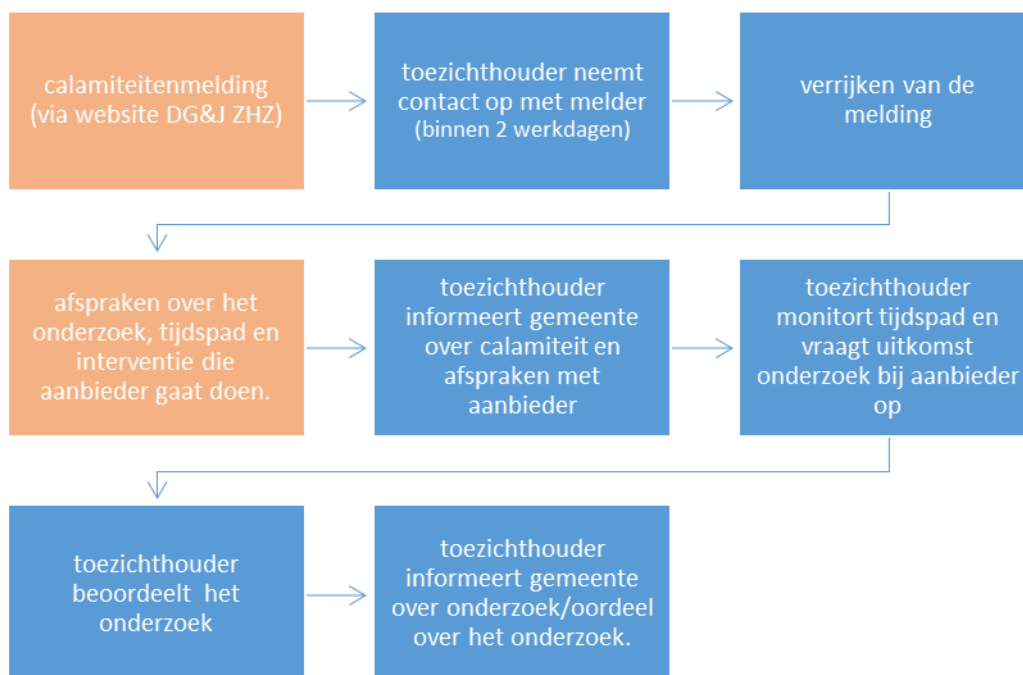 calamiteitenmelding
(via website DG&J ZHZ)
toezichthouder neemt
contact op met melder
(binnen 2 werkdagen)
verrijken van de
melding
afspraken over het
onderzoek, tijdspad en
interventie die
aanbieder gaat doen.
toezichthouder
informeert gemeente
over calamiteit en
afspraken met
aanbieder
toezichthouder
monitort tijdspad en
vraagt uitkomst
onderzoek bij aanbieder
op
toezichthouder
beoordeelt het
onderzoek
toezichthouder
informeert gemeente
over onderzoek/oordeel
over het onderzoek.